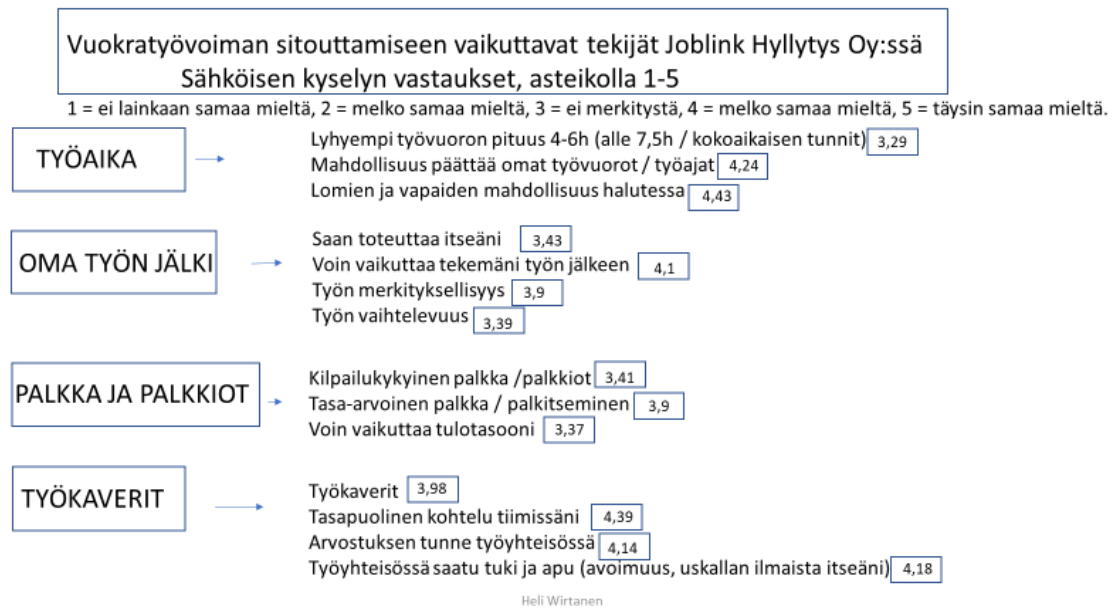 Vuokratyövoiman sitouttamiseen vaikuttavat tekijät Joblink Hyllytys Oy:ssä
Sähköisen kyselyn vastaukset, asteikolla 1-5
1 = ei lainkaan samaa mieltä, 2 = melko samaa mieltä, 3 = ei merkitystä, 4 = melko samaa mieltä, 5 = täysin samaa mieltä.
TYÖAIKA
Lyhyempi työvuoron pituus 4-6h (alle 7,5h / kokoaikaisen tunnit) 3,29
Mahdollisuus päättää omat työvuorot / työajat 4,24
Lomien ja vapaiden mahdollisuus halutessa 4,43
OMA TYÖN JÄLKI
Saan toteuttaa itseäni 3,43
Voin vaikuttaa tekemäni työn jälkeen 4,1
Työn merkityksellisyys 3,9
Työn vaihtelevuus 3,39
PALKKA JA PALKKIOT
Kilpailukykyinen palkka /palkkiot 3,41
Tasa-arvoinen palkka / palkitseminen 3,9
Voin vaikuttaa tulotasooni 3,37
TYÖKAVERIT
Työkaverit 3,98
Tasapuolinen kohtelu tiimissäni 4,39
Arvostuksen tunne työyhteisössä 4,14
Työyhteisössä saatu tuki ja apu (avoimuus, uskallan ilmaista itseäni) 4,18
Heli Wirtanen